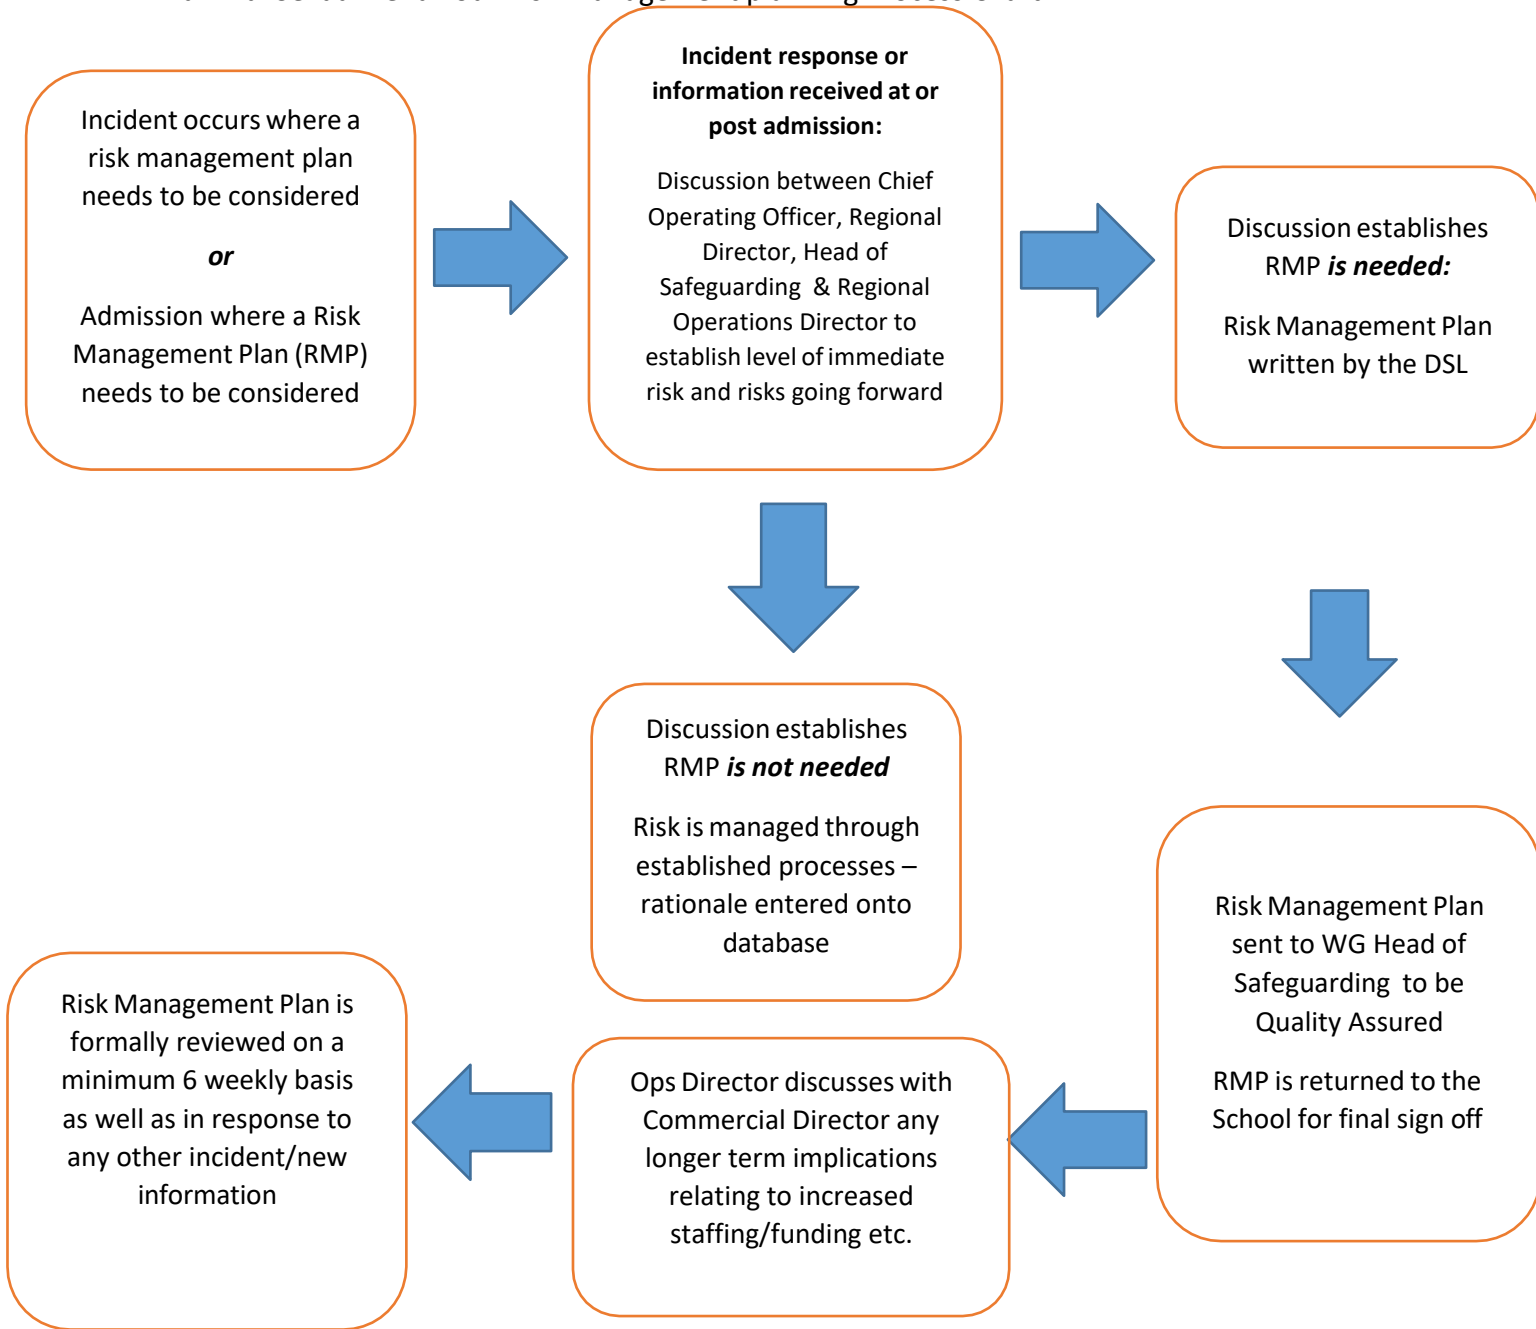 Incident occurs where a
risk management plan
needs to be considered
or
Admission where a Risk
Management Plan (RMP)
needs to be considered
Incident response or
information received at or
post admission:
Discussion between Chief
Operating Officer, Regional
Director, Head of
Safeguarding & Regional
Operations Director to
establish level of immediate
risk and risks going forward
Discussion establishes
RMP is needed:
Risk Management Plan
written by the DSL
Discussion establishes
RMP is not needed
Risk is managed through
established processes –
rationale entered onto
database
Risk Management Plan
sent to WG Head of
Safeguarding to be
Quality Assured
RMP is returned to the
School for final sign off
Ops Director discusses with
Commercial Director any
longer term implications
relating to increased
staffing/funding etc.
Risk Management Plan is
formally reviewed on a
minimum 6 weekly basis
as well as in response to
any other incident/new
information